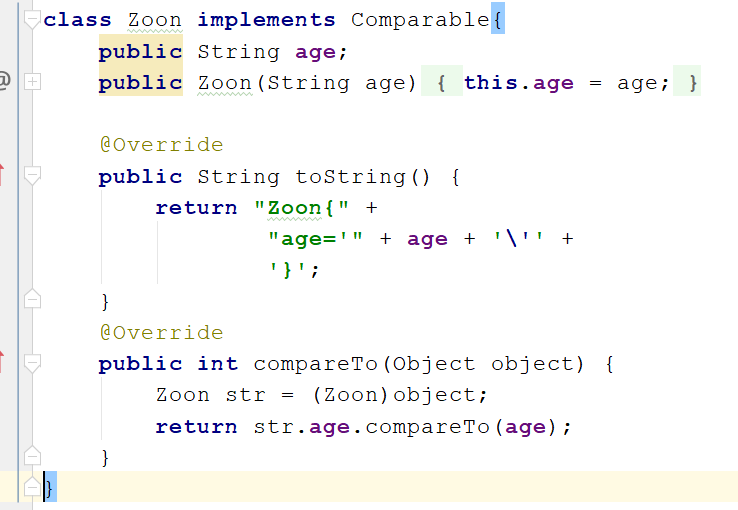 class Zoon implements Comparable{
public String age;
@ public Zoon(String age) { this.age = age; }
@Override
public String toString() {
return "Zoon{" +
"age='" + age + '\'' +
'}';
}
@Override
public int compareTo(Object object) {
Zoon str = (Zoon)object;
return str.age.compareTo(age);
}
}